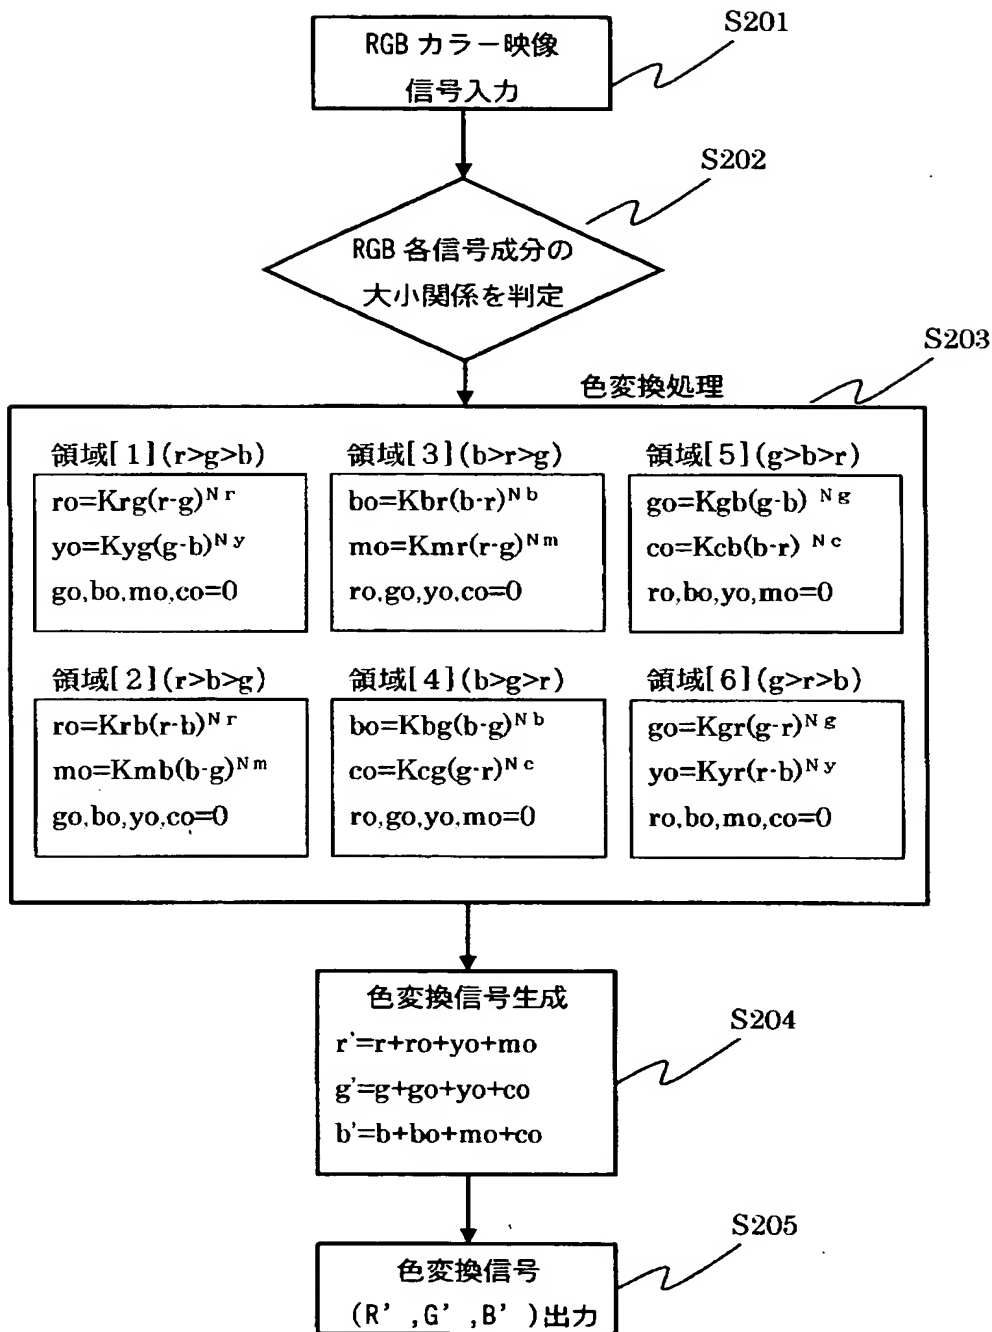 S201
RGB カラー映像
信号入力
S202
RGB 各信号成分の
大小関係を判定
S203
色変換処理
領域[1](r>g>b)
ro=Krg(r-g)^Nr
yo=Kyg(g-b)^Ny
go,bo,mo,co=0
領域[3](b>r>g)
bo=Kbr(b-r)^Nb
mo=Kmr(r-g)^Nm
ro,go,yo,co=0
領域[5](g>b>r)
go=Kgb(g-b)^Ng
co=Kcb(b-r)^Nc
ro,bo,yo,mo=0
領域[2](r>b>g)
ro=Krb(r-b)^Nr
mo=Kmb(b-g)^Nm
go,bo,yo,co=0
領域[4](b>g>r)
bo=Kbg(b-g)^Nb
co=Kcg(g-r)^Nc
ro,go,yo,mo=0
領域[6](g>r>b)
go=Kgr(g-r)^Ng
yo=Kyr(r-b)^Ny
ro,bo,mo,co=0
色変換信号生成
r'=r+ro+yo+mo
g'=g+go+yo+co
b'=b+bo+mo+co
S204
S205
色変換信号
(R' ,G' ,B' )出力